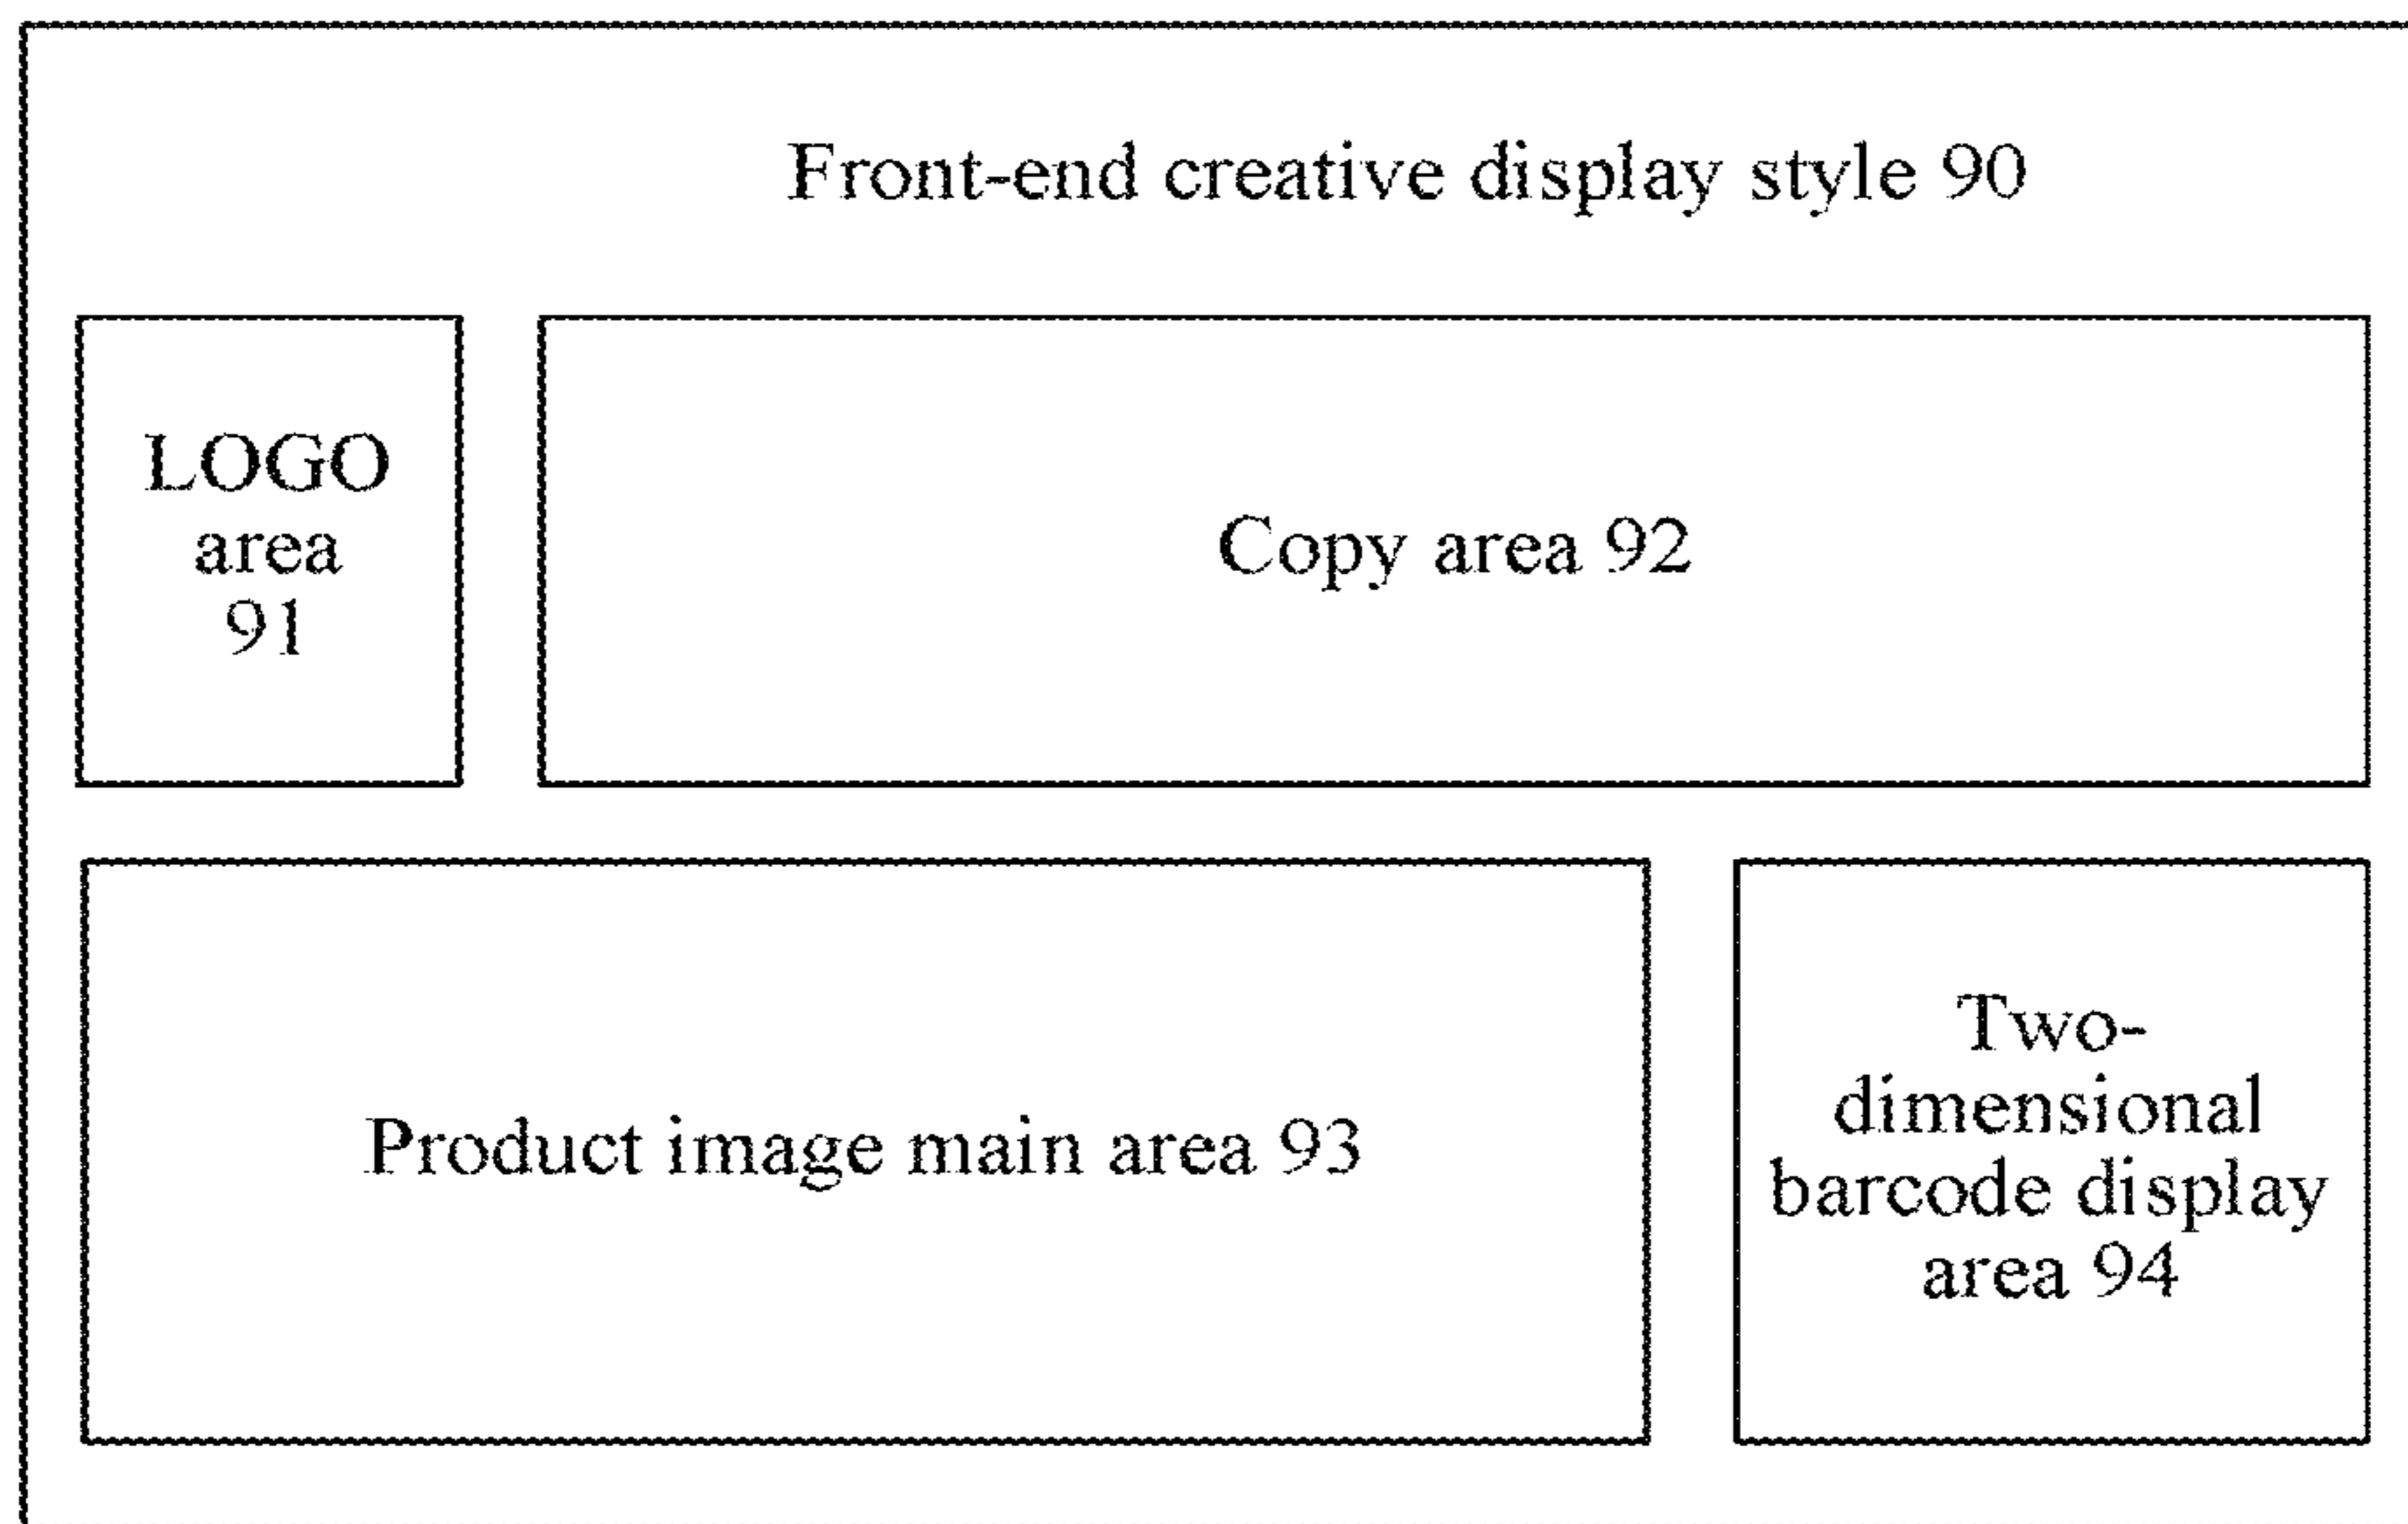 Front-end creative display style 90
LOGO
area
91
Copy area 92
Product image main area 93
Two-
dimensional
barcode display
area 94